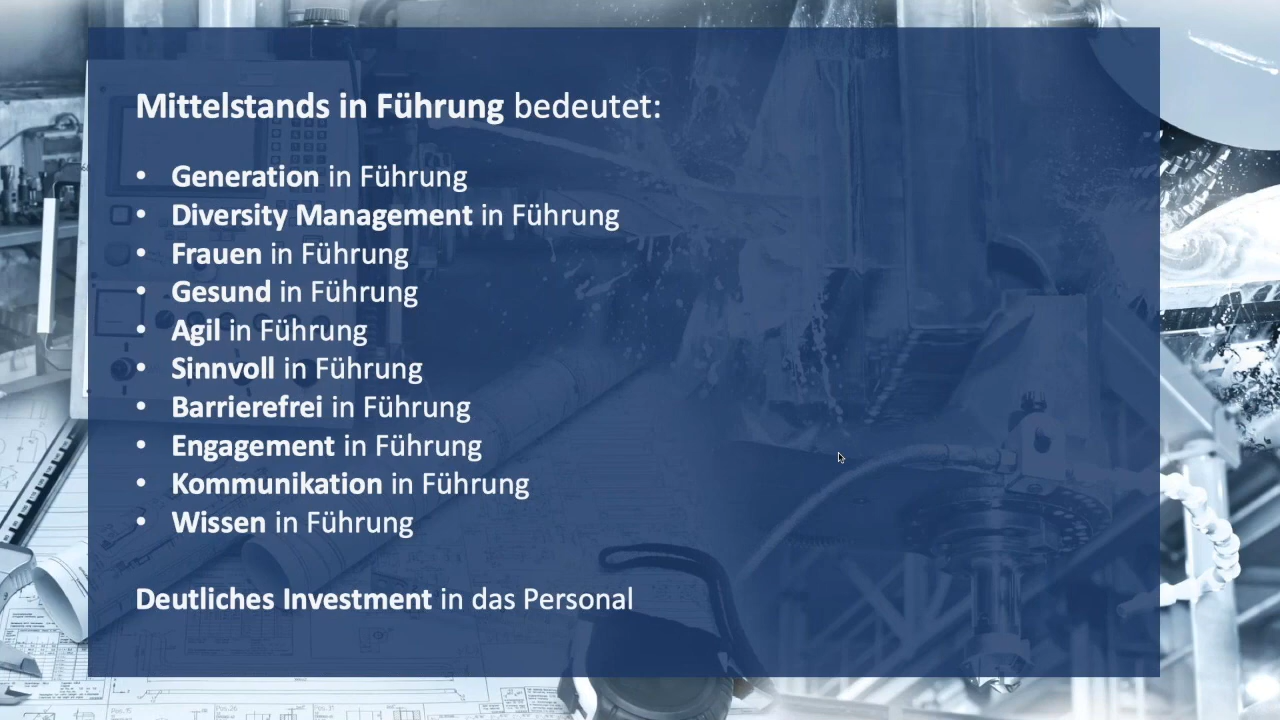 Mittelstands in Führung bedeutet:
• Generation in Führung
• Diversity Management in Führung
• Frauen in Führung
• Gesund in Führung
• Agil in Führung
• Sinnvoll in Führung
• Barrierefrei in Führung
• Engagement in Führung
• Kommunikation in Führung
• Wissen in Führung
Deutliches Investment in das Personal